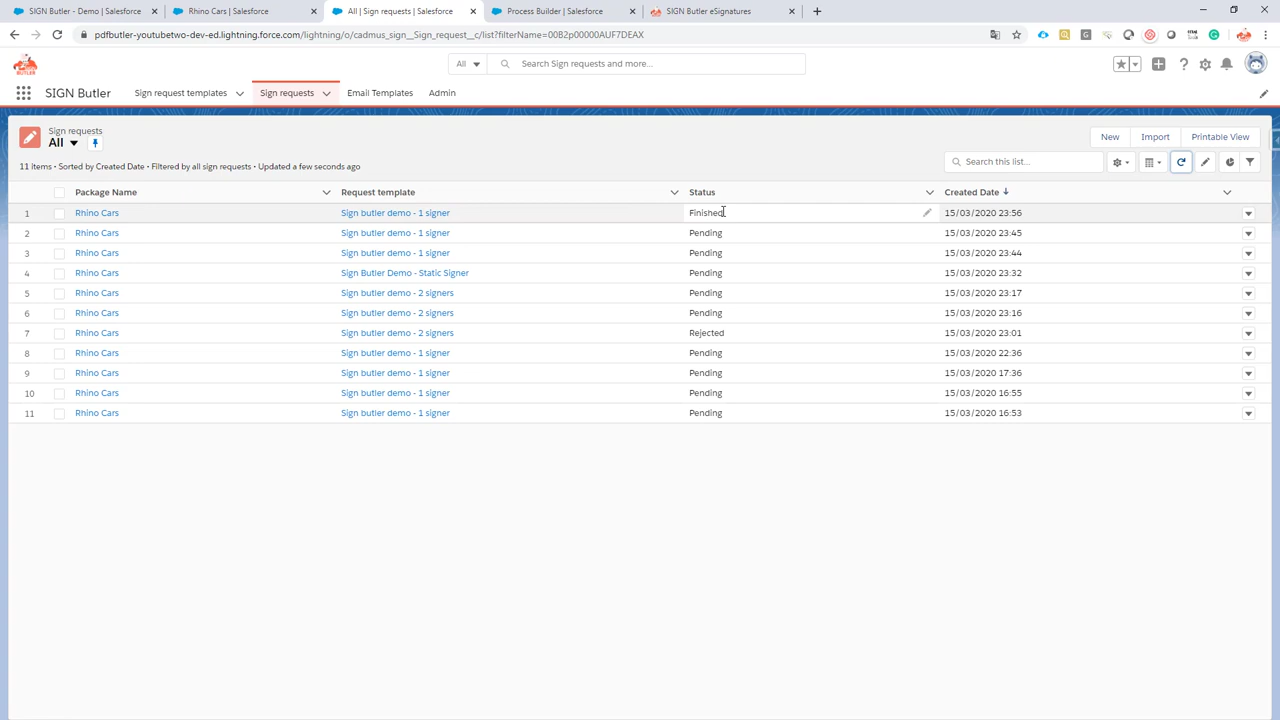 SIGN Butler - Demo | Salesforce
Rhino Cars | Salesforce
All | Sign requests | Salesforce
Process Builder | Salesforce
SIGN Butler eSignatures
pdfbutler-youtubetwo-dev-ed.lightning.force.com/lightning/o/cadmus_sign__Sign_request__c/list?filterName=00B2p00000AUF7DEAX
All
Search Sign requests and more...
SIGN Butler
Sign request templates
Sign requests
Email Templates
Admin
Sign requests
All
New
Import
Printable View
11 items • Sorted by Created Date • Filtered by all sign requests • Updated a few seconds ago
Search this list...
Package Name Request template Status Created Date
1 Rhino Cars Sign butler demo - 1 signer Finished 15/03/2020 23:56
2 Rhino Cars Sign butler demo - 1 signer Pending 15/03/2020 23:45
3 Rhino Cars Sign butler demo - 1 signer Pending 15/03/2020 23:44
4 Rhino Cars Sign Butler Demo - Static Signer Pending 15/03/2020 23:32
5 Rhino Cars Sign butler demo - 2 signers Pending 15/03/2020 23:17
6 Rhino Cars Sign butler demo - 2 signers Pending 15/03/2020 23:16
7 Rhino Cars Sign butler demo - 2 signers Rejected 15/03/2020 23:01
8 Rhino Cars Sign butler demo - 1 signer Pending 15/03/2020 22:36
9 Rhino Cars Sign butler demo - 1 signer Pending 15/03/2020 17:36
10 Rhino Cars Sign butler demo - 1 signer Pending 15/03/2020 16:55
11 Rhino Cars Sign butler demo - 1 signer Pending 15/03/2020 16:53